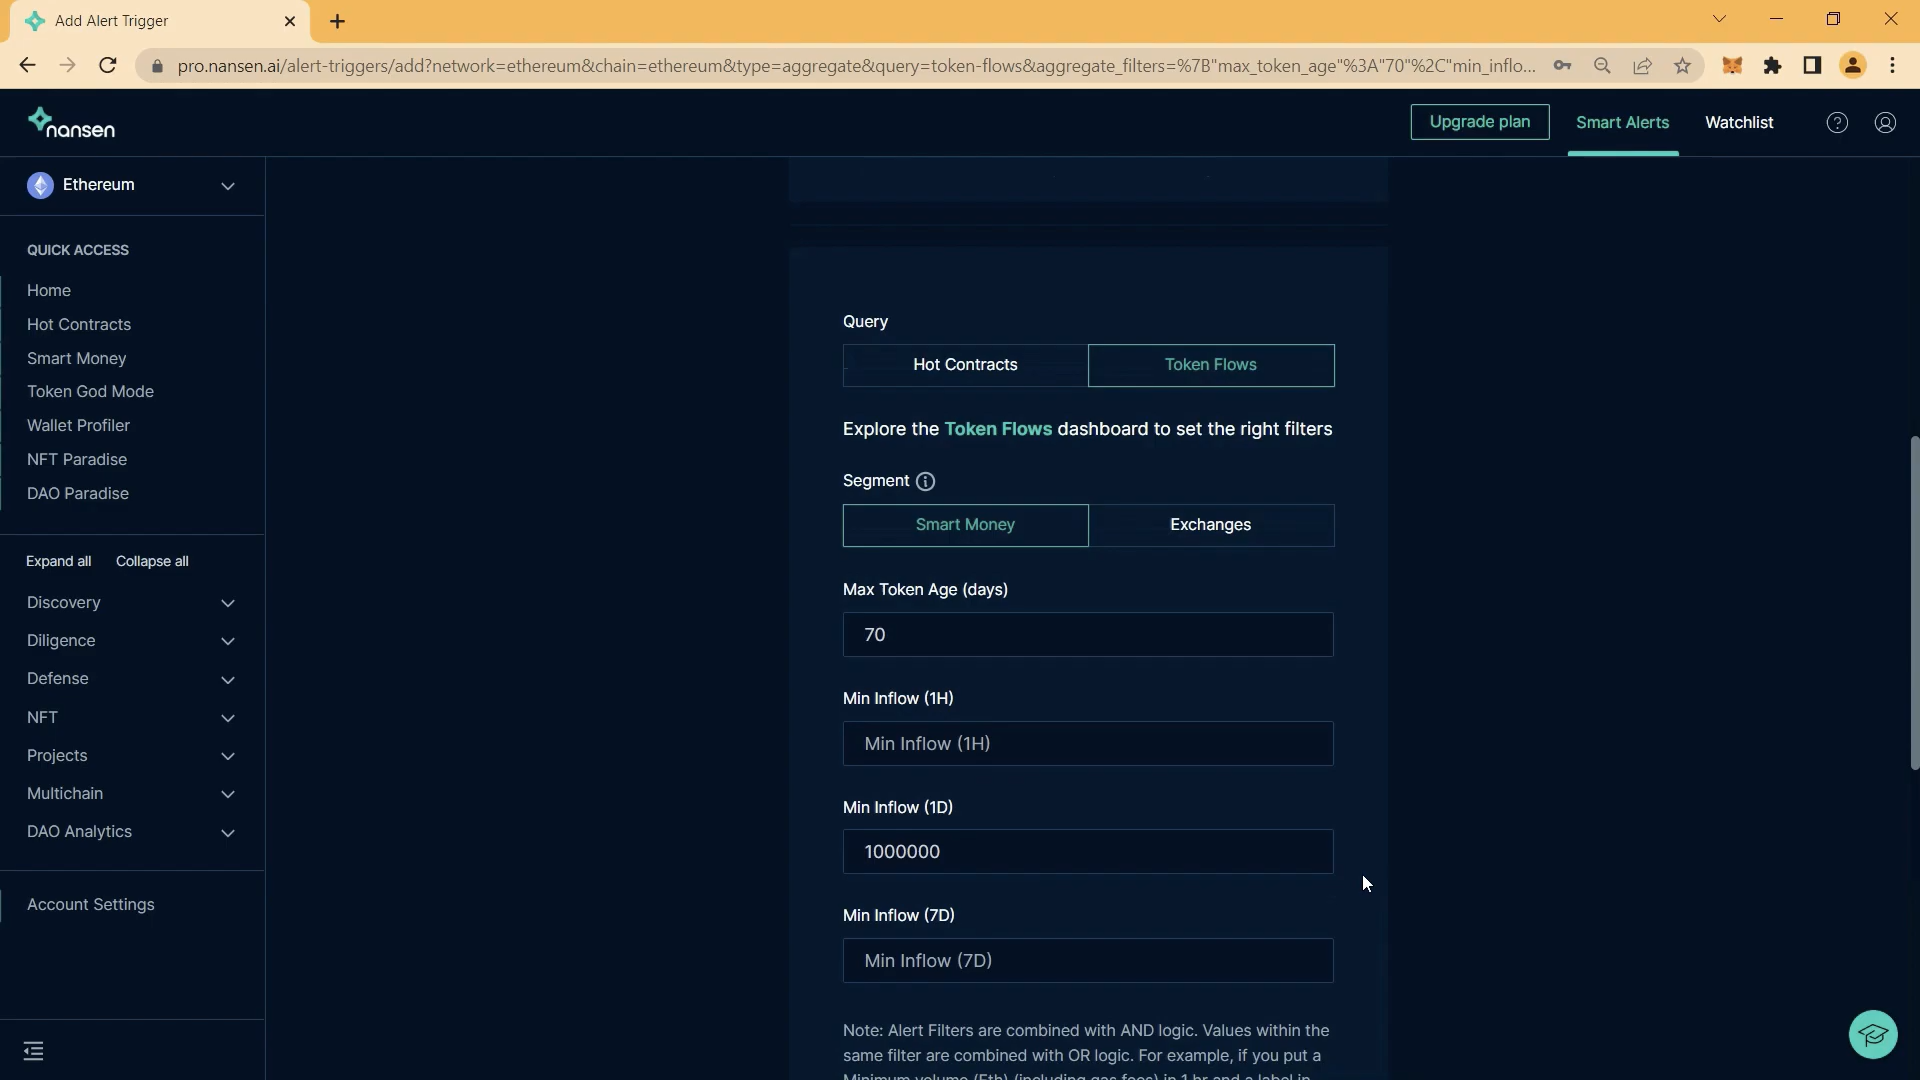 Add Alert Trigger
pro.nansen.ai/alert-triggers/add?network=ethereum&chain=ethereum&type=aggregate&query=token-flows&aggregate_filters=%7B"max_token_age"%3A"70"%2C"min_inflo...
nansen
Upgrade plan
Smart Alerts
Watchlist
Ethereum
QUICK ACCESS
Home
Hot Contracts
Smart Money
Token God Mode
Wallet Profiler
NFT Paradise
DAO Paradise
Expand all
Collapse all
Discovery
Diligence
Defense
NFT
Projects
Multichain
DAO Analytics
Account Settings
Query
Hot Contracts
Token Flows
Explore the Token Flows dashboard to set the right filters
Segment
Smart Money
Exchanges
Max Token Age (days)
70
Min Inflow (1H)
Min Inflow (1H)
Min Inflow (1D)
1000000
Min Inflow (7D)
Min Inflow (7D)
Note: Alert Filters are combined with AND logic. Values within the
same filter are combined with OR logic. For example, if you put a
Minimum volume (Eth) (including gas fees) in 1 hr and a label in